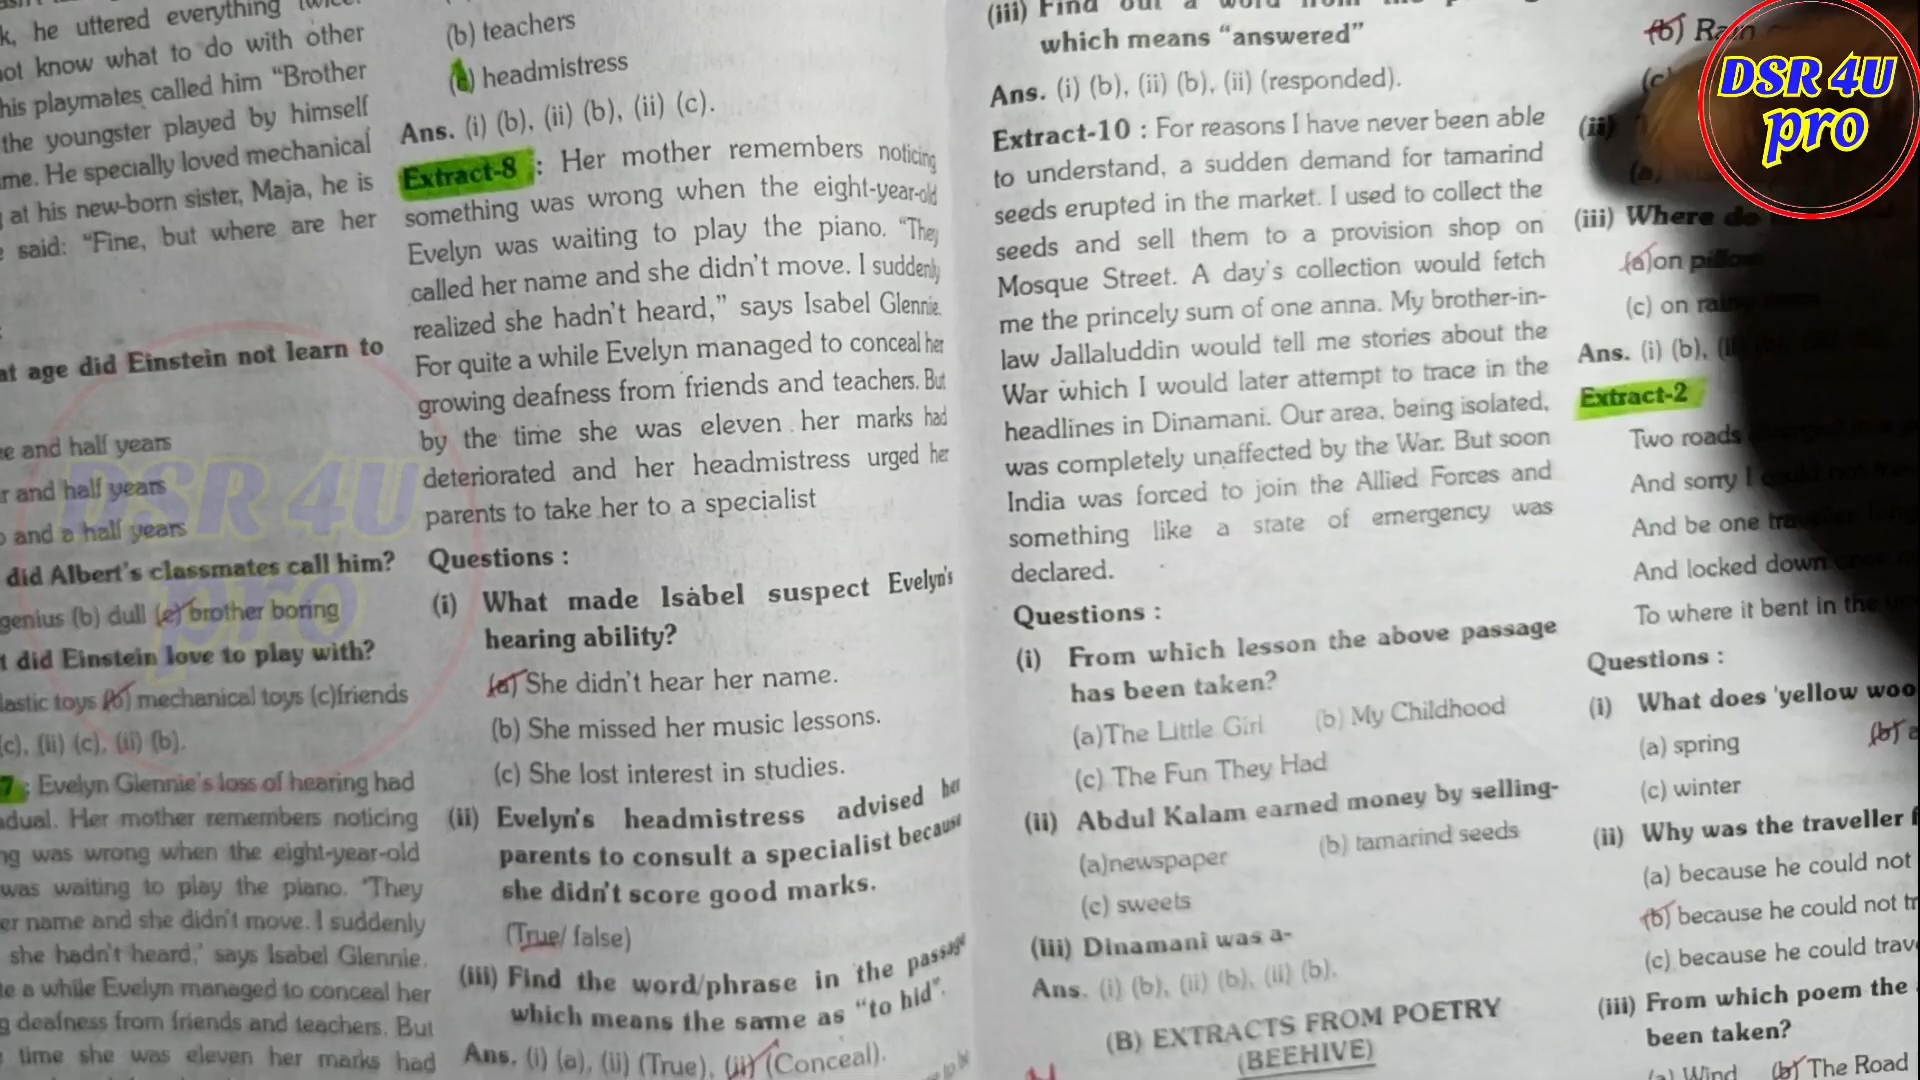 he uttered everything
not know what to do with other
his playmates called him “Brother
the youngster played by himself
He specially loved mechanical
at his new-born sister, Maja, he is
said: “Fine, but where are her
age did Einstein not learn to
and half years
and half years
and a half years
did Albert's classmates call him?
genius (b) dull (c) brother boring
did Einstein love to play with?
toys (b) mechanical toys (c)friends
(c), (ii) (c), (ii) (b).
7 : Evelyn Glennie's loss of hearing had
Her mother remembers noticing
was wrong when the eight-year-old
was waiting to play the piano. ‘They
name and she didn't move. I suddenly
she hadn't heard,’ says Isabel Glennie.
a while Evelyn managed to conceal her
deafness from friends and teachers. But
time she was eleven her marks had
(b) teachers
(c) headmistress
Ans. (i) (b), (ii) (b), (ii) (c).
Extract-8 : Her mother remembers noticing
something was wrong when the eight-year-old
Evelyn was waiting to play the piano. “They
called her name and she didn't move. I suddenly
realized she hadn't heard,” says Isabel Glennie.
For quite a while Evelyn managed to conceal her
growing deafness from friends and teachers. But
by the time she was eleven her marks had
deteriorated and her headmistress urged her
parents to take her to a specialist
Questions :
(i) What made Isabel suspect Evelyn's
hearing ability?
(a) She didn't hear her name.
(b) She missed her music lessons.
(c) She lost interest in studies.
(ii) Evelyn's headmistress advised her
parents to consult a specialist because
she didn't score good marks.
(True/ false)
(iii) Find the word/phrase in the passage
which means the same as “to hid”.
Ans. (i) (a), (ii) (True), (ii) (Conceal).
(iii) Find out a word from the
which means “answered”
Ans. (i) (b), (ii) (b), (ii) (responded).
Extract-10 : For reasons I have never been able
to understand, a sudden demand for tamarind
seeds erupted in the market. I used to collect the
seeds and sell them to a provision shop on
Mosque Street. A day's collection would fetch
me the princely sum of one anna. My brother-in-
law Jallaluddin would tell me stories about the
War which I would later attempt to trace in the
headlines in Dinamani. Our area, being isolated,
was completely unaffected by the War. But soon
India was forced to join the Allied Forces and
something like a state of emergency was
declared.
Questions :
(i) From which lesson the above passage
has been taken?
(a)The Little Girl (b) My Childhood
(c) The Fun They Had
(ii) Abdul Kalam earned money by selling-
(a)newspaper (b) tamarind seeds
(c) sweets
(iii) Dinamani was a-
Ans. (i) (b), (ii) (b), (ii) (b).
(B) EXTRACTS FROM POETRY
(BEEHIVE)
(b) Rain
(c)
(ii)
(a)
(iii) Where do
(a)on pillow
(c) on
Ans. (i) (b),
Extract-2
Two roads
And sorry I
And be one
And locked down
To where it bent in the
Questions :
(i) What does ‘yellow
(a) spring (b)
(c) winter
(ii) Why was the traveller
(a) because he could not
(b) because he could not
(c) because he could
(iii) From which poem the
been taken?
(a) Wind (b) The Road
DSR 4U
pro
DSR 4U
pro